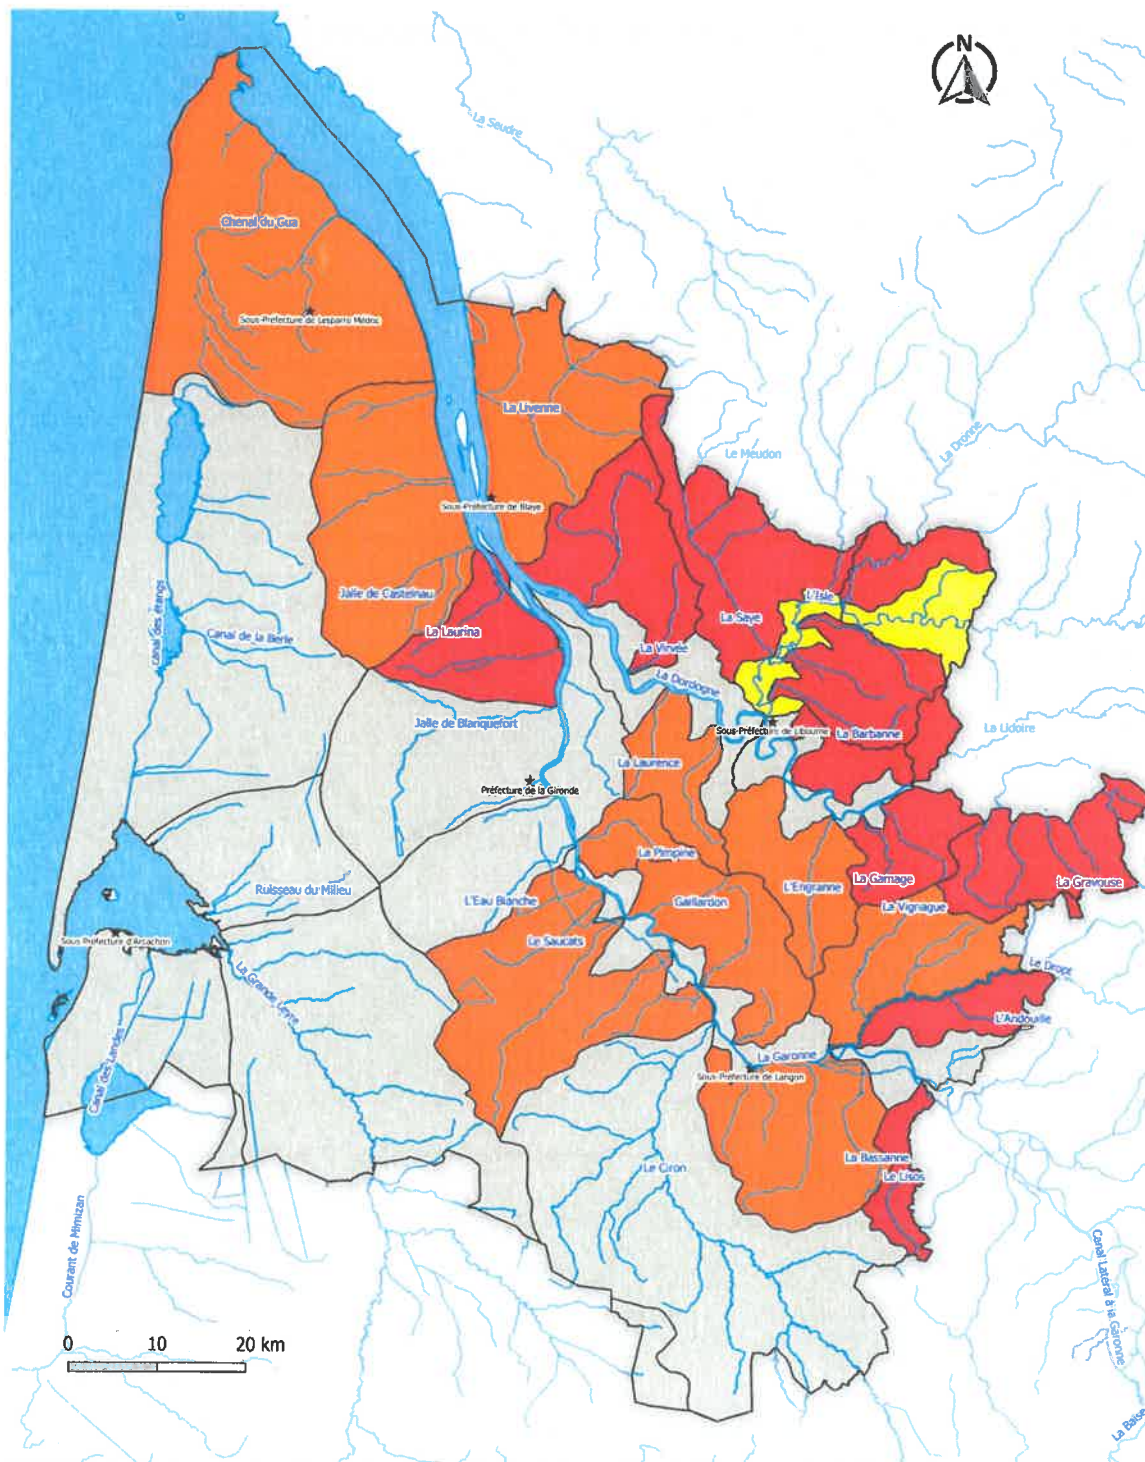 N
La Seudre
Chenal du Gua
Sous-Préfecture de Lesparre Médoc
La Livenne
La Dronne
Le Meudon
Sous-Préfecture de Blaye
Jalle de Castelnau
L'Isle
La Saye
La Laurina
Canal des étangs
Canal de la Berle
La Virvée
La Dordogne
Jalle de Blanquefort
Sous-Préfecture de Libourne
La Barbanne
La Lidoire
La Laurence
Préfecture de la Gironde
La Pimpine
La Gamage
La Gravouse
Ruisseau du Milieu
L'Engranne
L'Eau Blanche
Gaillardon
La Vignague
Sous Préfecture d'Arcachon
Le Saucats
Le Dropt
La Grande Leyre
L'Andouille
Canal des Landes
La Garonne
Sous-Préfecture de Langon
La Bassanne
Le Ciron
Le Lisos
Courant de Mimizan
Canal Latéral à la Garonne
0 10 20 km
La Baïse